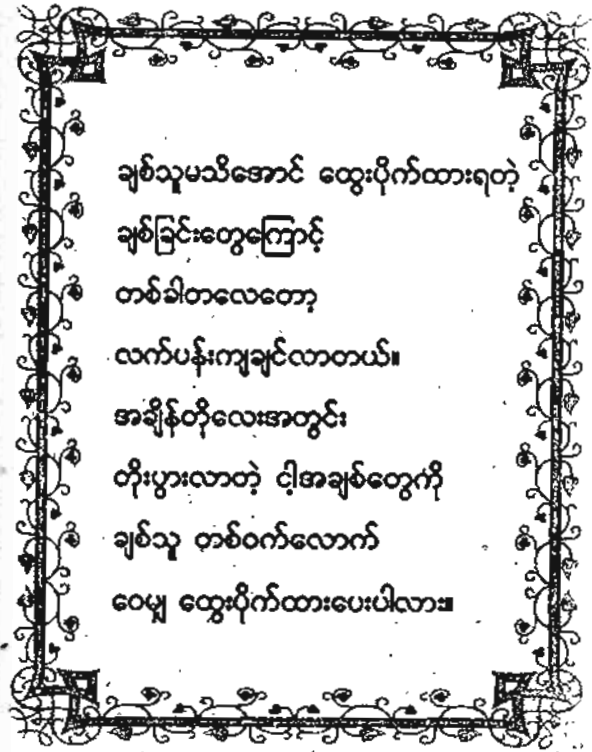 ချစ်သူမသိအောင် ထွေးပိုက်ထားရတဲ့
ချစ်ခြင်းတွေကြောင့်
တစ်ခါတလေတော့
လက်ပန်းကျချင်လာတယ်။
အချိန်တိုလေးအတွင်း
တိုးပွားလာတဲ့ ငါ့အချစ်တွေကို
ချစ်သူ တစ်ဝက်လောက်
ဝေမျှ ထွေးပိုက်ထားပေးပါလား။